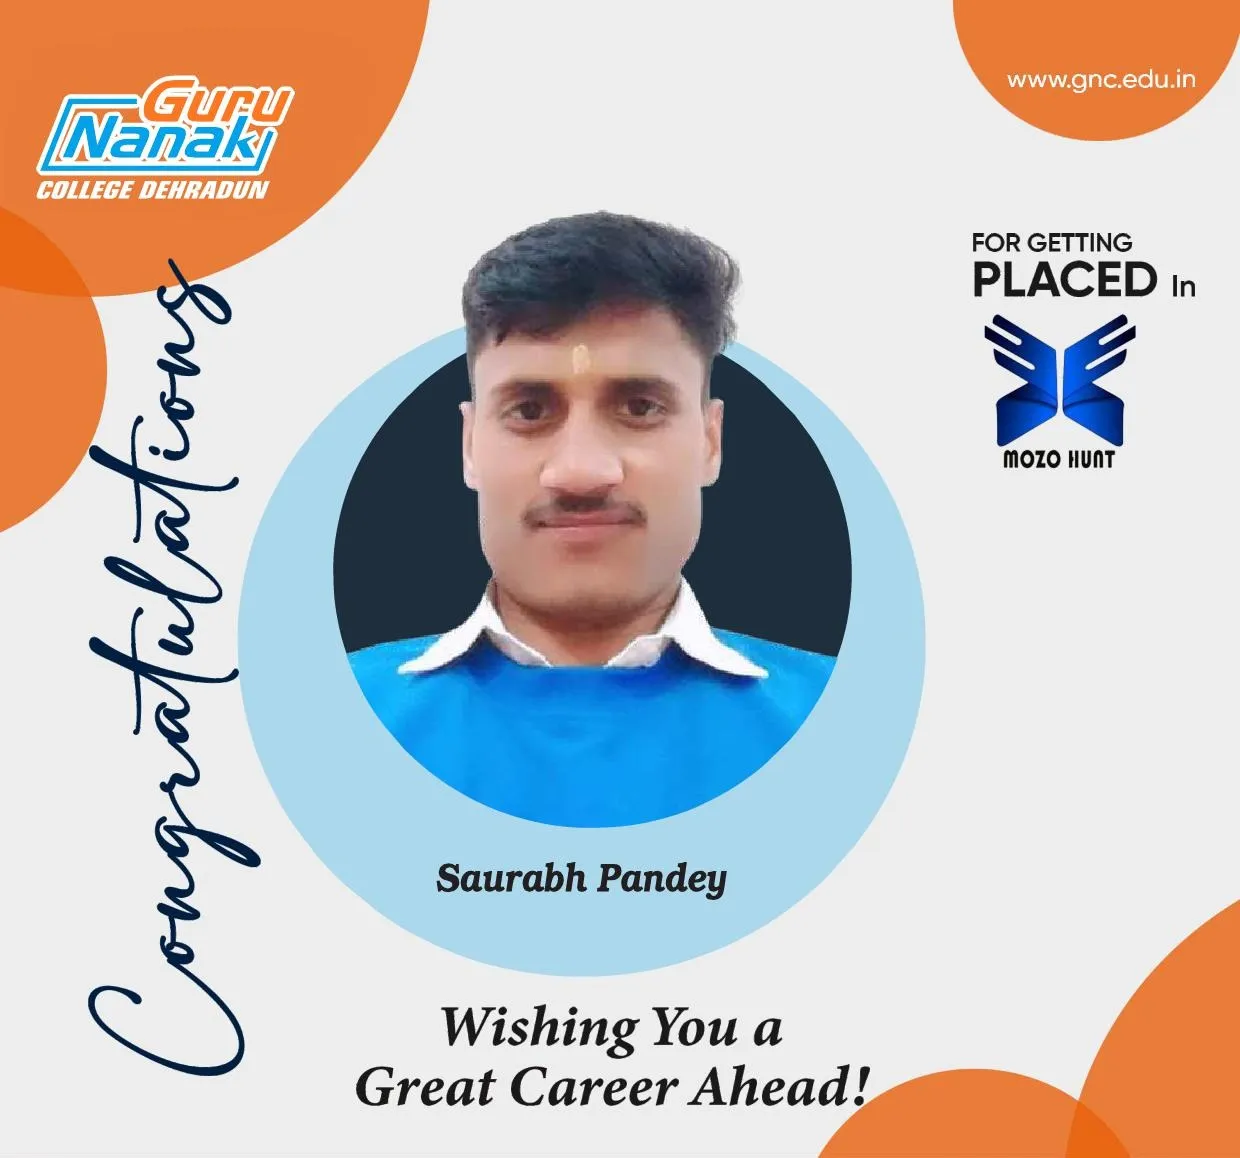 Guru
Nanak
COLLEGE DEHRADUN
www.gnc.edu.in
Congratulations
FOR GETTING
PLACED In
MOZO HUNT
Saurabh Pandey
Wishing You a
Great Career Ahead!